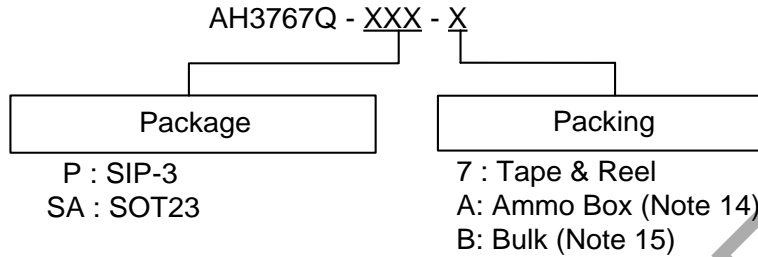 AH3767Q - XXX - X
Package
Packing
P : SIP-3
SA : SOT23
7 : Tape & Reel
A: Ammo Box (Note 14)
B: Bulk (Note 15)